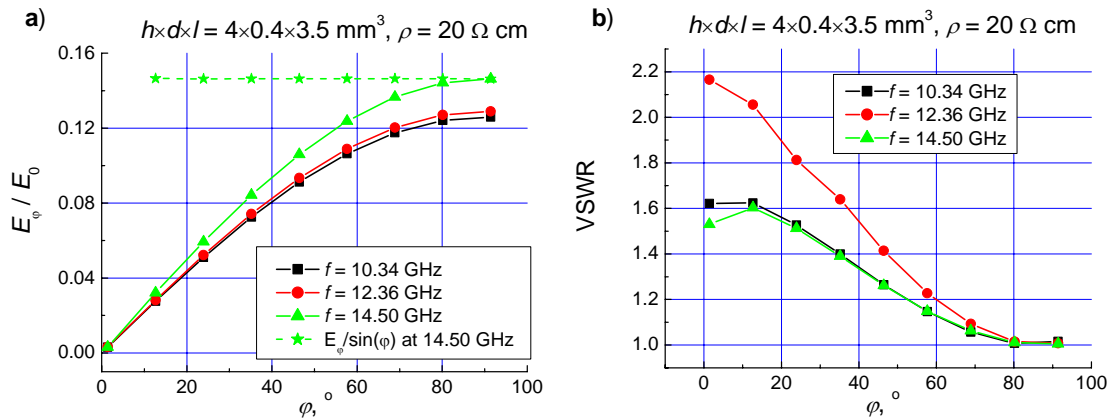 a)
h×d×l = 4×0.4×3.5 mm³, ρ = 20 Ω cm
0.16
0.12
0.08
0.04
0.00
Eφ / E0
f = 10.34 GHz
f = 12.36 GHz
f = 14.50 GHz
Eφ/sin(φ) at 14.50 GHz
0 20 40 60 80 100
φ, °
b)
h×d×l = 4×0.4×3.5 mm³, ρ = 20 Ω cm
2.2
2.0
1.8
1.6
1.4
1.2
1.0
VSWR
f = 10.34 GHz
f = 12.36 GHz
f = 14.50 GHz
0 20 40 60 80 100
φ, °